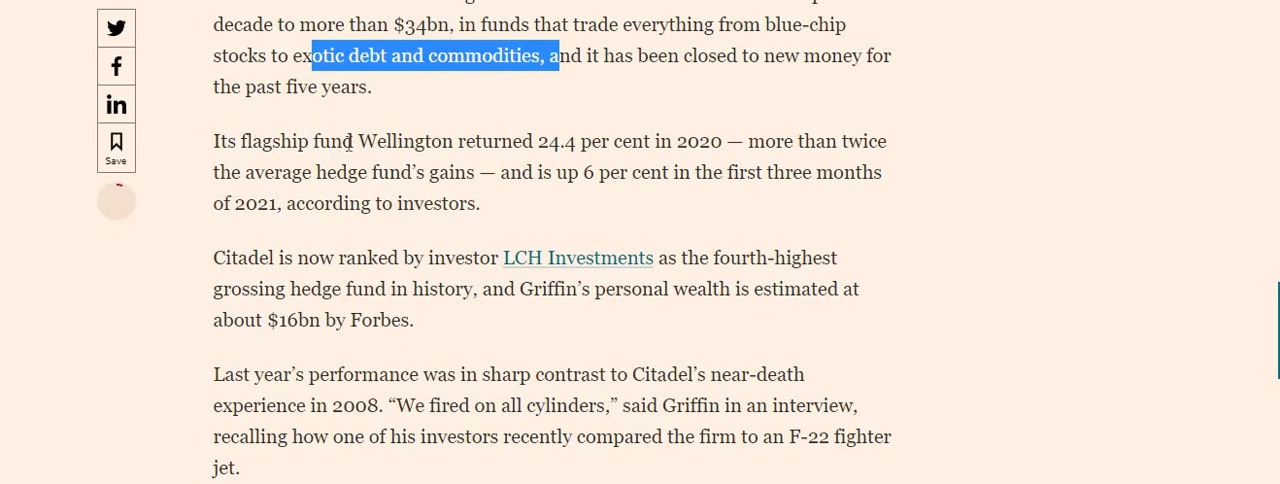 decade to more than $34bn, in funds that trade everything from blue-chip
stocks to exotic debt and commodities, and it has been closed to new money for
the past five years.
Its flagship fund Wellington returned 24.4 per cent in 2020 — more than twice
the average hedge fund’s gains — and is up 6 per cent in the first three months
of 2021, according to investors.
Citadel is now ranked by investor LCH Investments as the fourth-highest
grossing hedge fund in history, and Griffin’s personal wealth is estimated at
about $16bn by Forbes.
Last year’s performance was in sharp contrast to Citadel’s near-death
experience in 2008. “We fired on all cylinders,” said Griffin in an interview,
recalling how one of his investors recently compared the firm to an F-22 fighter
jet.
Save